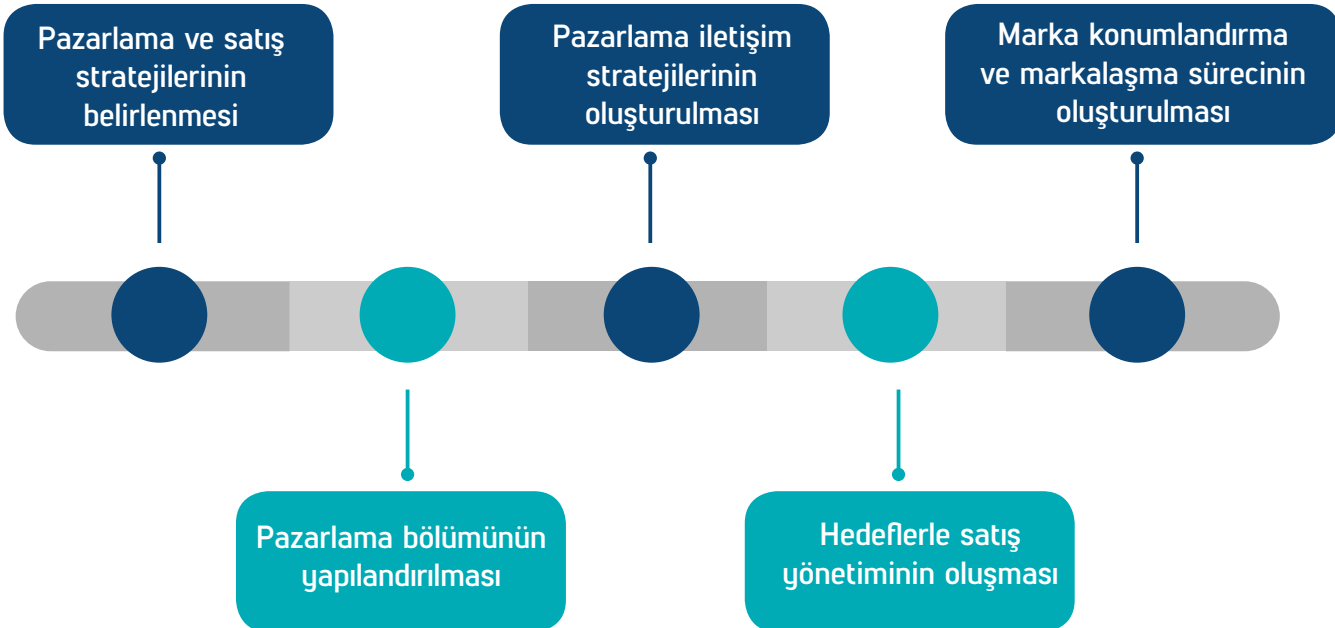 Pazarlama ve satış
stratejilerinin
belirlenmesi
Pazarlama iletişim
stratejilerinin
oluşturulması
Marka konumlandırma
ve markalaşma sürecinin
oluşturulması
Pazarlama bölümünün
yapılandırılması
Hedeflerle satış
yönetiminin oluşması